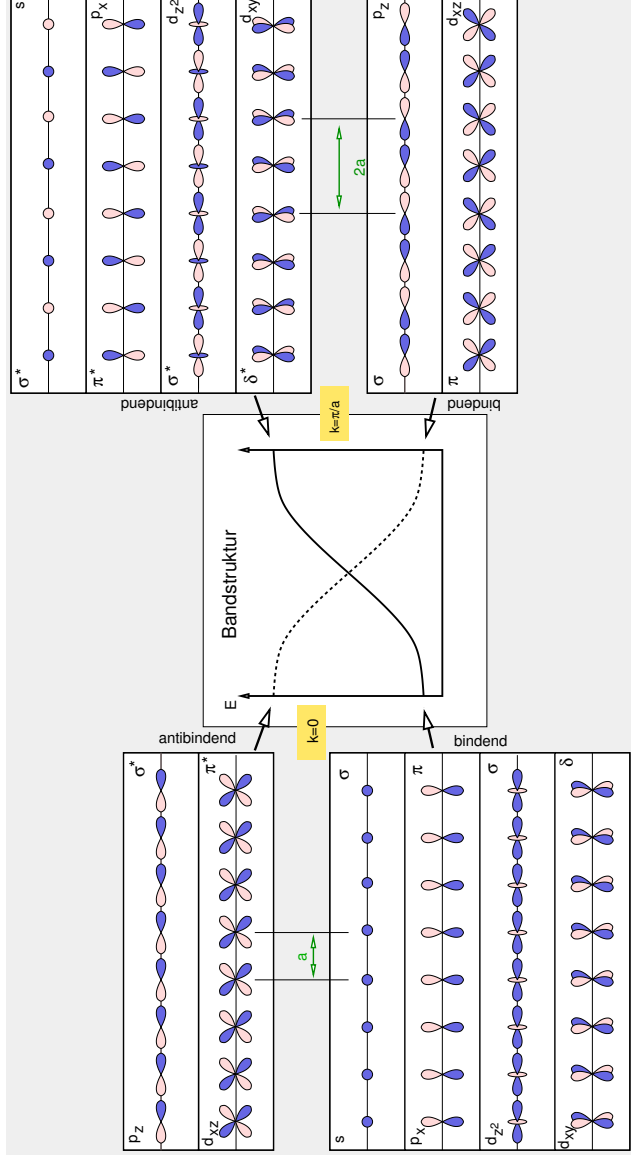 antibindend
p_z σ*
d_xz π*
a
s σ
p_x π
d_z² σ
d_xy δ
bindend
k=0
Bandstruktur
E
k=π/a
antibindend
σ* s
π* p_x
σ* d_z²
δ* d_xy
2a
σ p_z
π d_xz
bindend